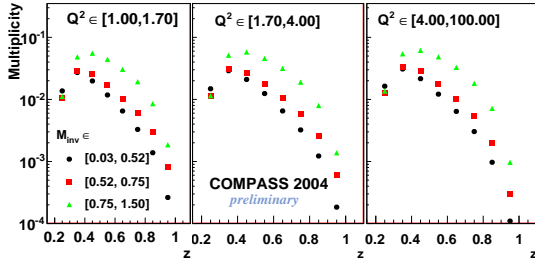 Q² ∈ [1.00,1.70]
Q² ∈ [1.70,4.00]
Q² ∈ [4.00,100.00]
Multiplicity
10⁻¹
10⁻²
10⁻³
10⁻⁴
M_inv ∈
[0.03, 0.52]
[0.52, 0.75]
[0.75, 1.50]
COMPASS 2004
preliminary
0.2 0.4 0.6 0.8 1
0.2 0.4 0.6 0.8 1
0.2 0.4 0.6 0.8 1
z
z
z